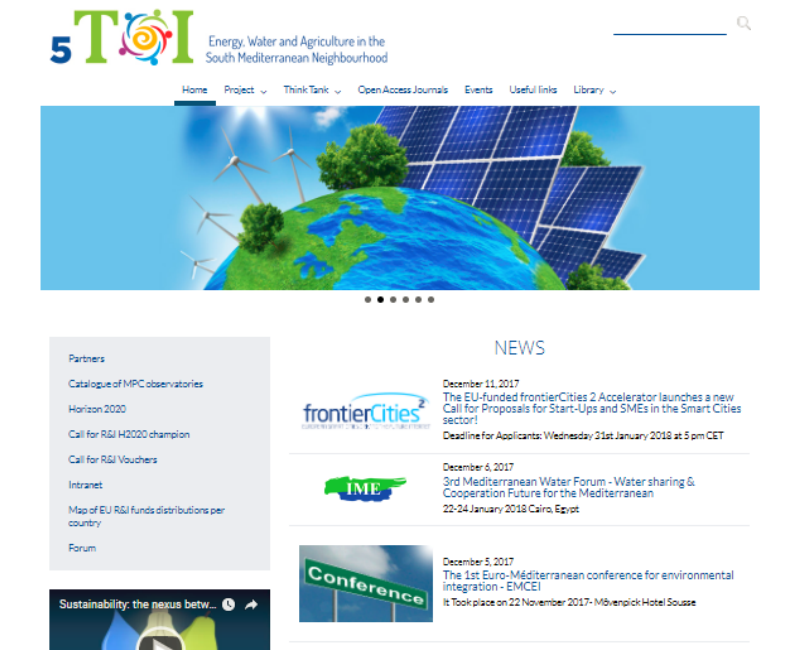 5 TOI
Energy, Water and Agriculture in the
South Mediterranean Neighbourhood
Home Project Think Tank Open Access Journals Events Useful links Library
Partners
Catalogue of MPC observatories
Horizon 2020
Call for R&I H2020 champion
Call for R&I Vouchers
Intranet
Map of EU R&I funds distributions per
country
Forum
Sustainability: the nexus betw...
NEWS
frontierCities2
December 11, 2017
The EU-funded frontierCities 2 Accelerator launches a new
Call for Proposals for Start-Ups and SMEs in the Smart Cities
sector!
Deadline for Applicants: Wednesday 31st January 2018 at 5 pm CET
IME
December 6, 2017
3rd Mediterranean Water Forum - Water sharing &
Cooperation Future for the Mediterranean
22-24 January 2018 Cairo, Egypt
Conference
December 5, 2017
The 1st Euro-Méditerranean conference for environmental
integration - EMCEI
It Took place on 22 November 2017- Mövenpick Hotel Sousse